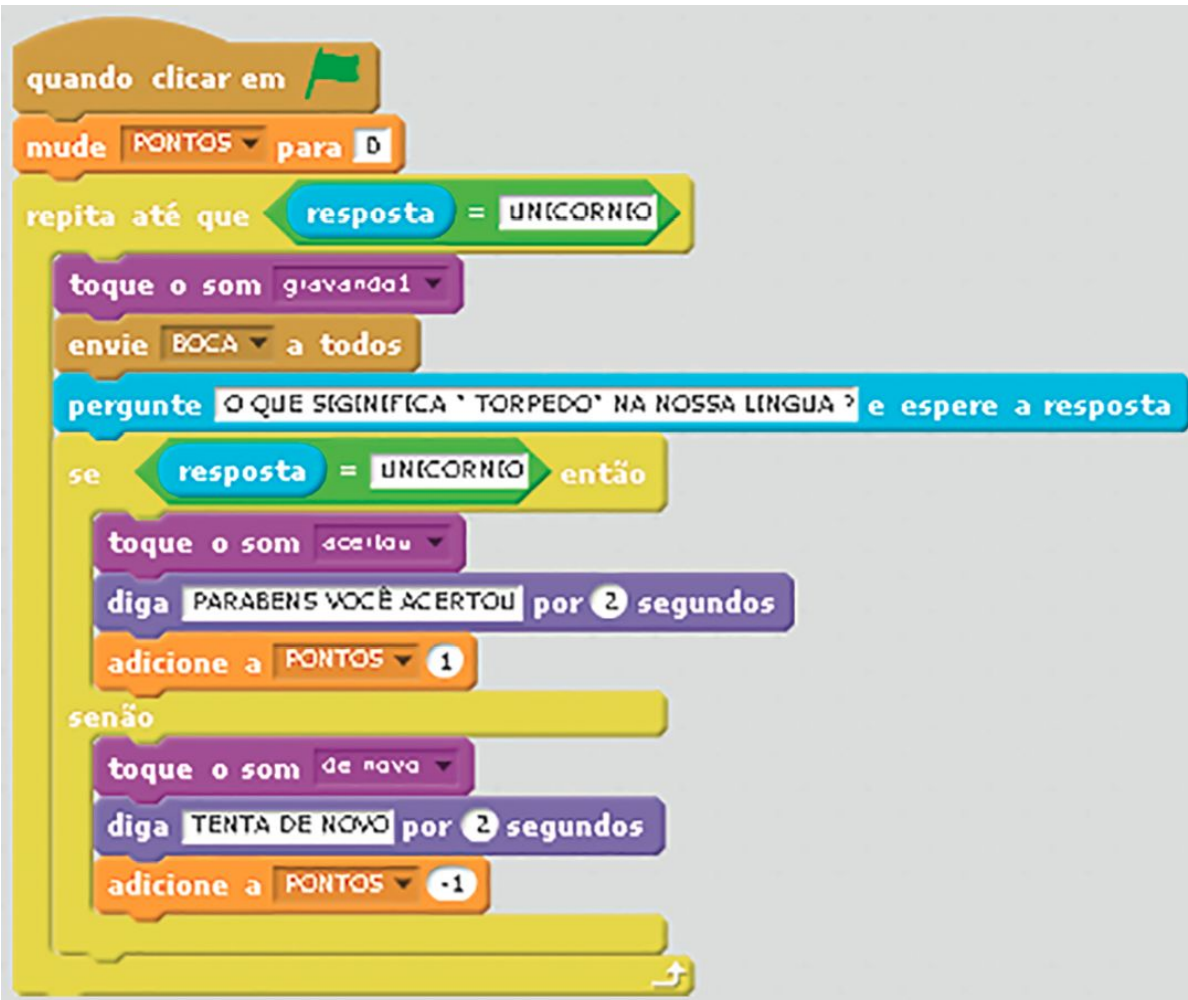 quando clicar em
mude PONTOS para 0
repita até que resposta = UNICORNIO
toque o som gravando1
envie BOCA a todos
pergunte O QUE SIGINIFICA " TORPEDO" NA NOSSA LINGUA ? e espere a resposta
se resposta = UNICORNIO então
toque o som
diga PARABENS VOCÊ ACERTOU por 2 segundos
adicione a PONTOS 1
senão
toque o som de novo
diga TENTA DE NOVO por 2 segundos
adicione a PONTOS -1